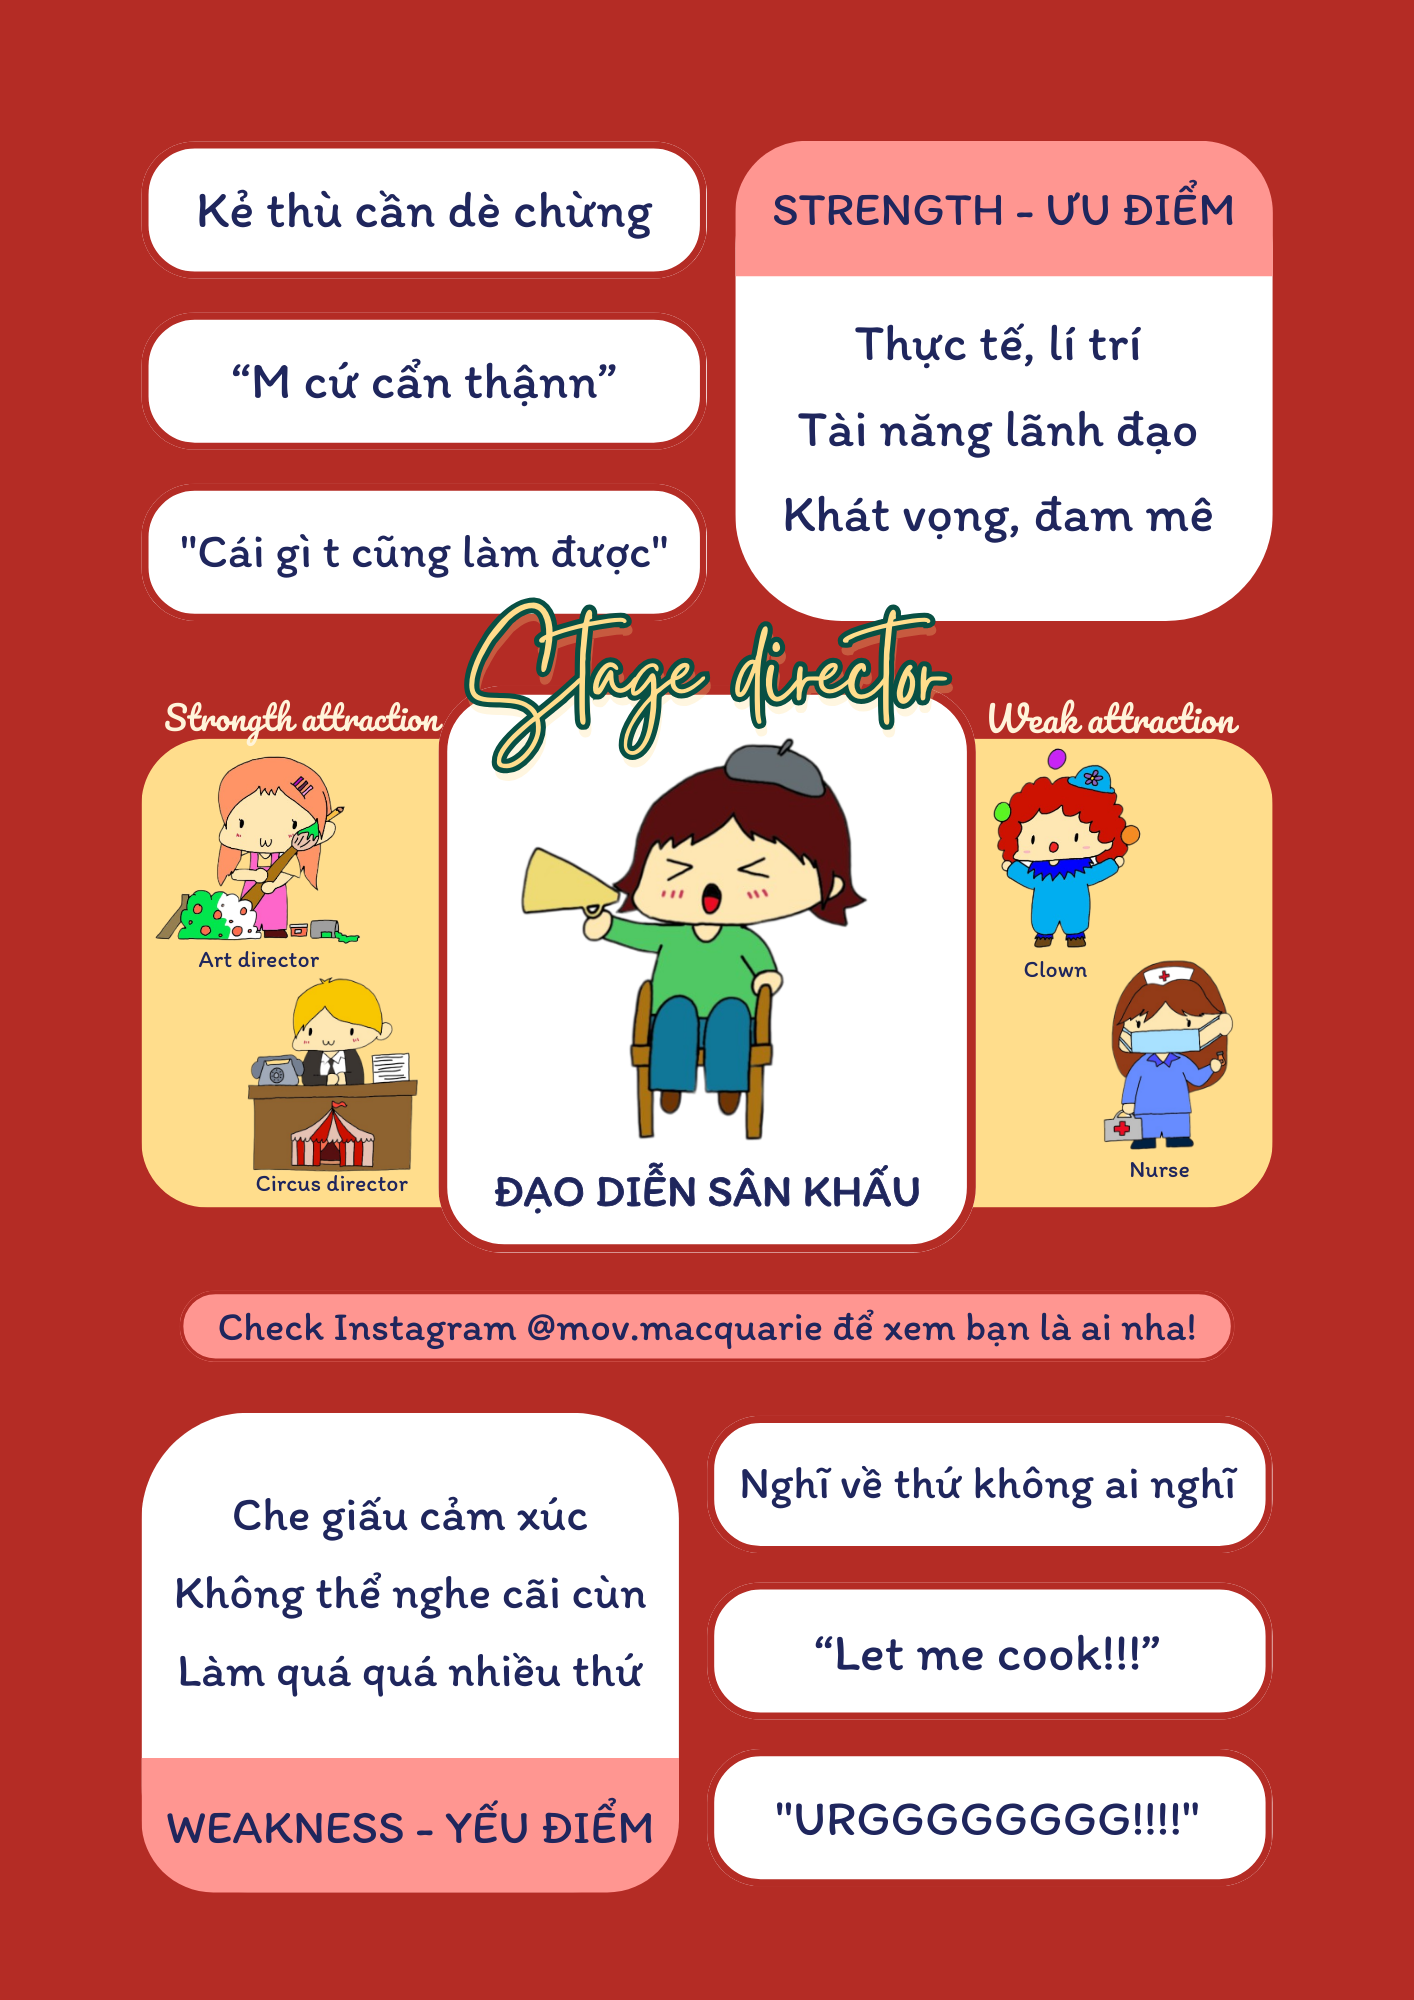 Kẻ thù cần dè chừng
“M cứ cẩn thậnn”
"Cái gì t cũng làm được"
STRENGTH - ƯU ĐIỂM
Thực tế, lí trí
Tài năng lãnh đạo
Khát vọng, đam mê
Stage director
Strongth attraction
Art director
Circus director
ĐẠO DIỄN SÂN KHẤU
Weak attraction
Clown
Nurse
Check Instagram @mov.macquarie để xem bạn là ai nha!
Che giấu cảm xúc
Không thể nghe cãi cùn
Làm quá quá nhiều thứ
WEAKNESS - YẾU ĐIỂM
Nghĩ về thứ không ai nghĩ
“Let me cook!!!”
"URGGGGGGGG!!!!"